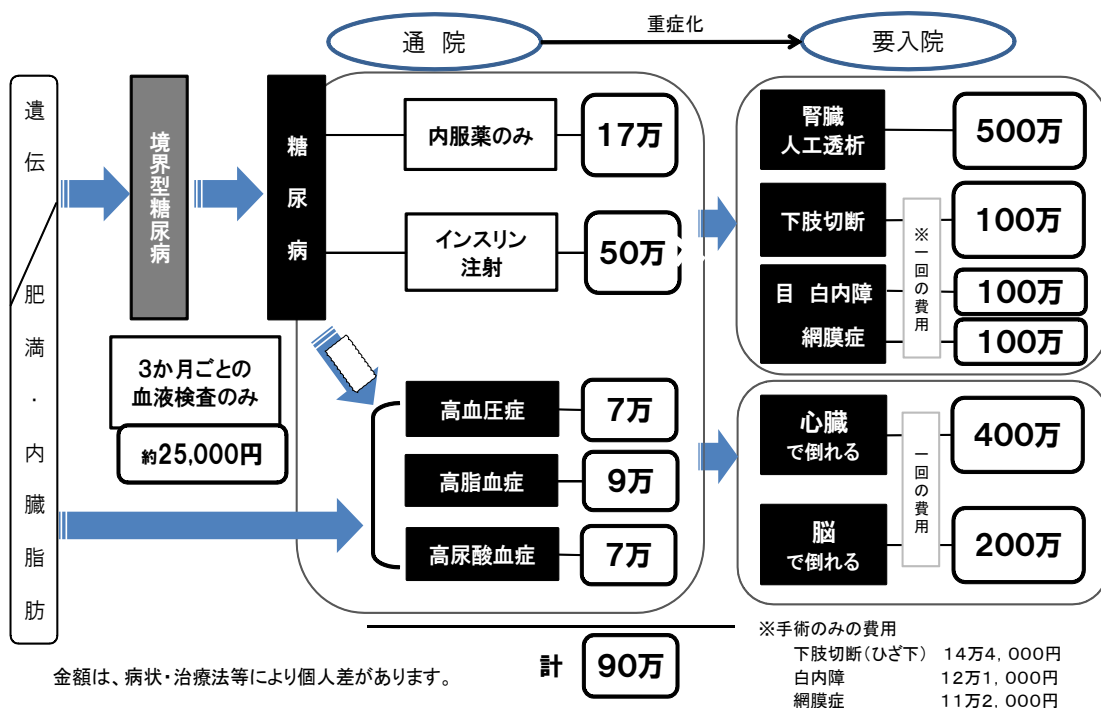 通 院
重症化
要入院
遺伝
肥満・内臓脂肪
境界型糖尿病
3か月ごとの
血液検査のみ
約25,000円
糖尿病
内服薬のみ
17万
インスリン
注射
50万
高血圧症
7万
高脂血症
9万
高尿酸血症
7万
計
90万
腎臓
人工透析
500万
下肢切断
100万
目 白内障
100万
網膜症
100万
※一回の費用
心臓
で倒れる
400万
脳
で倒れる
200万
一回の費用
※手術のみの費用
下肢切断(ひざ下) 14万4,000円
白内障 12万1,000円
網膜症 11万2,000円
金額は、病状・治療法等により個人差があります。